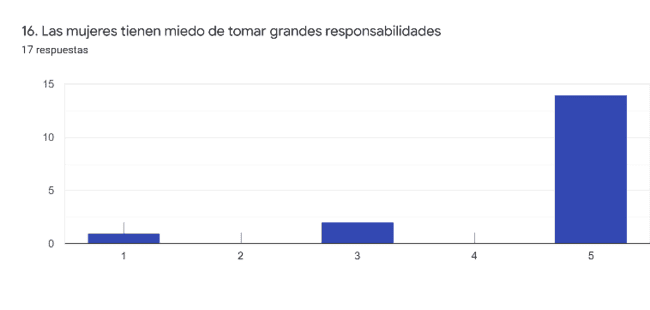 16. Las mujeres tienen miedo de tomar grandes responsabilidades
17 respuestas
15
10
5
0
1 2 3 4 5